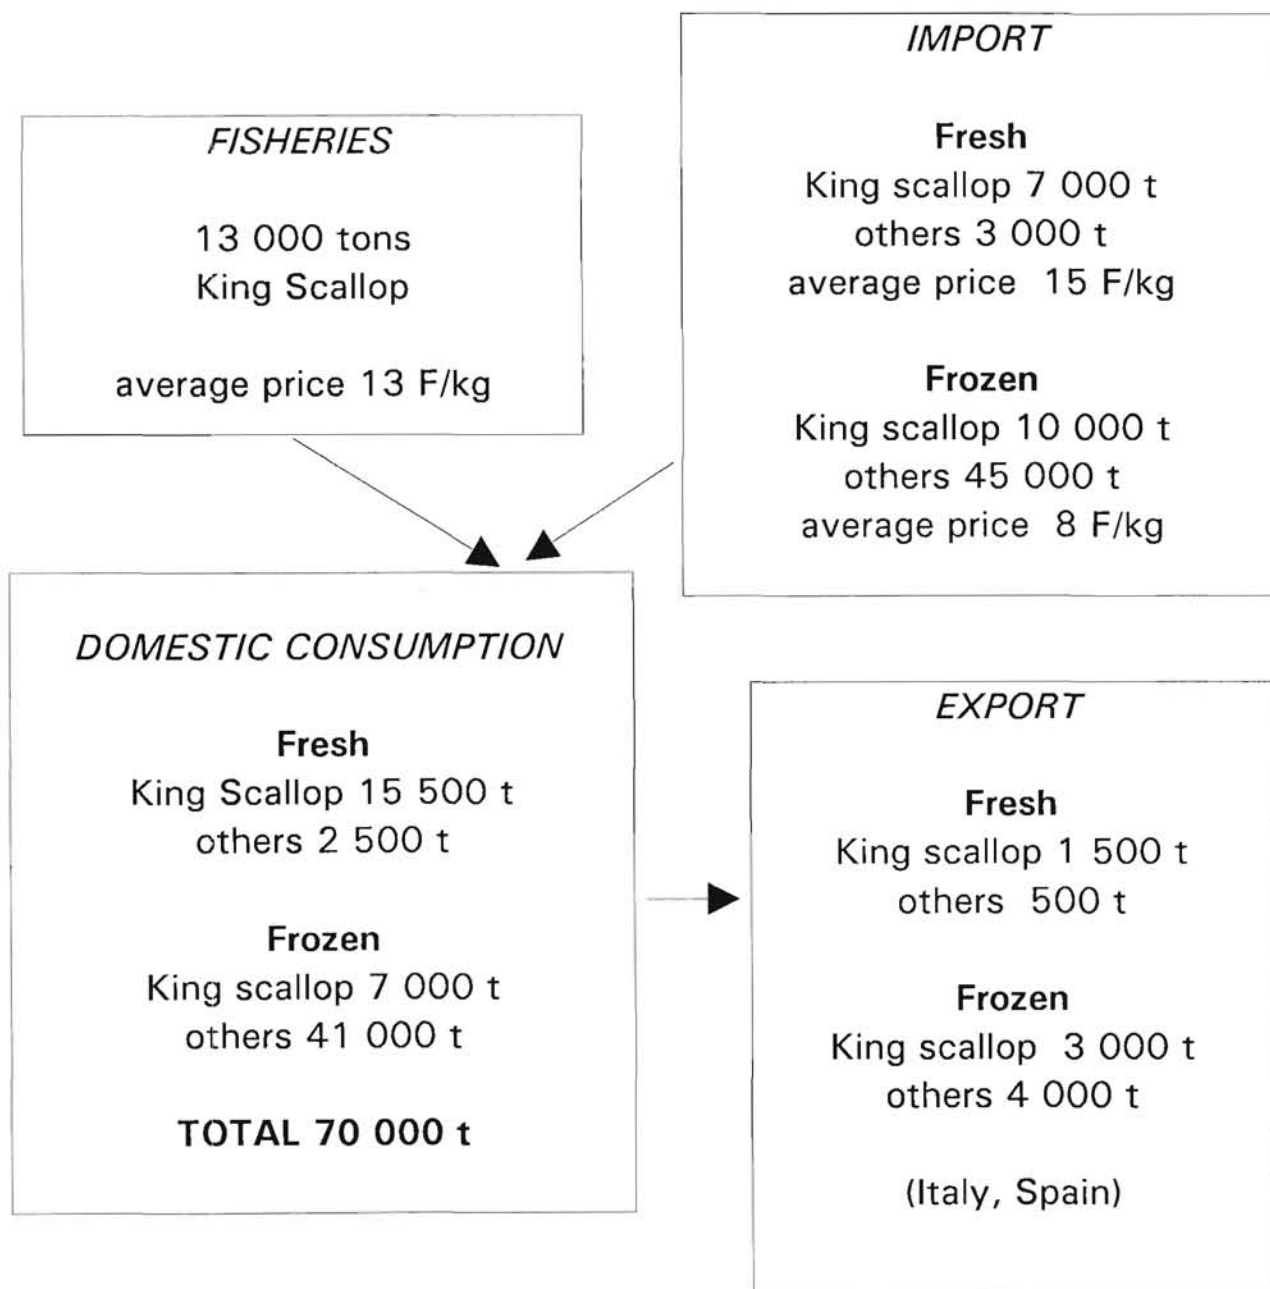 FISHERIES
13 000 tons
King Scallop
average price 13 F/kg
IMPORT
Fresh
King scallop 7 000 t
others 3 000 t
average price 15 F/kg
Frozen
King scallop 10 000 t
others 45 000 t
average price 8 F/kg
DOMESTIC CONSUMPTION
Fresh
King Scallop 15 500 t
others 2 500 t
Frozen
King scallop 7 000 t
others 41 000 t
TOTAL 70 000 t
EXPORT
Fresh
King scallop 1 500 t
others 500 t
Frozen
King scallop 3 000 t
others 4 000 t
(Italy, Spain)